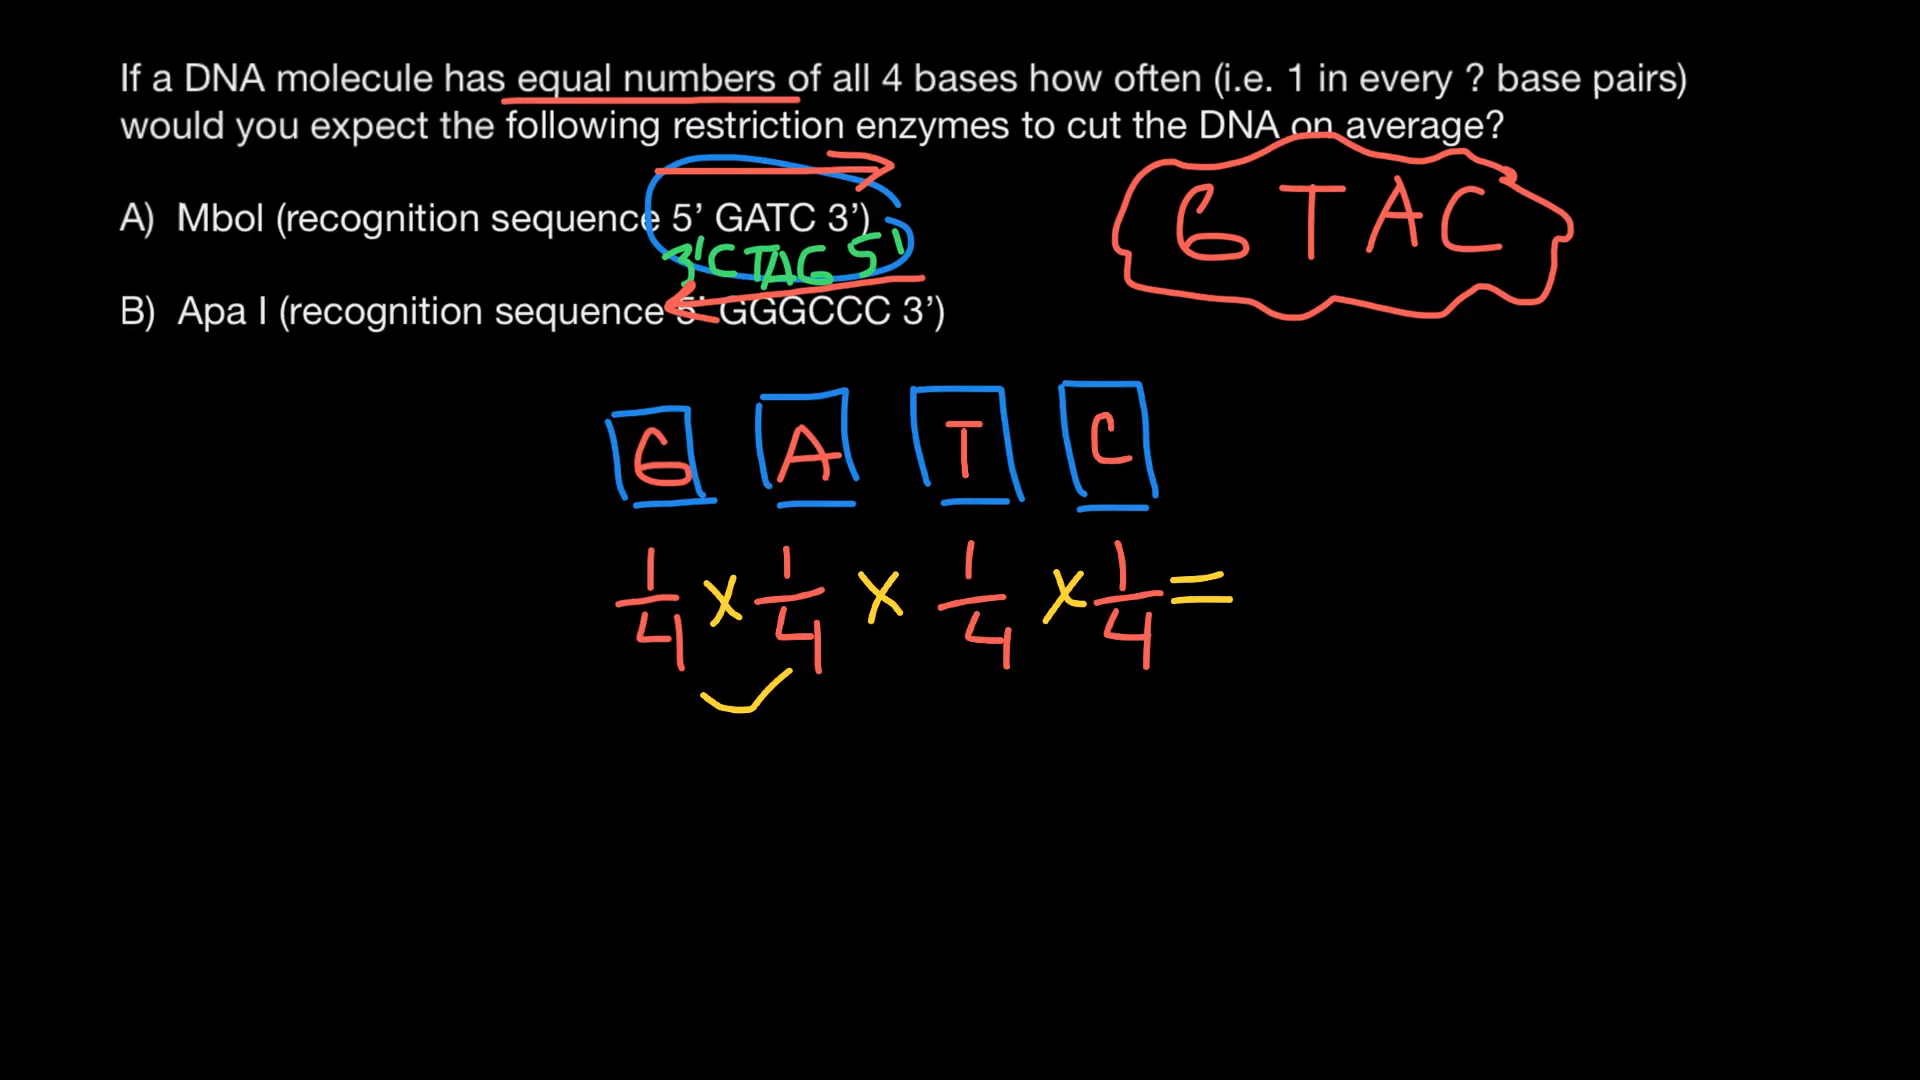 If a DNA molecule has equal numbers of all 4 bases how often (i.e. 1 in every ? base pairs)
would you expect the following restriction enzymes to cut the DNA on average?
A) MboI (recognition sequence 5’ GATC 3’)
3'CTAG 5'
G T A C
B) Apa I (recognition sequence 5’ GGGCCC 3’)
G A T C
1/4 x 1/4 x 1/4 x 1/4 =